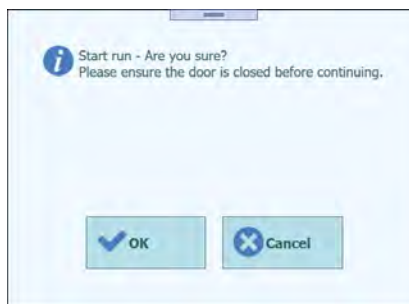 Start run - Are you sure?
Please ensure the door is closed before continuing.
OK
Cancel